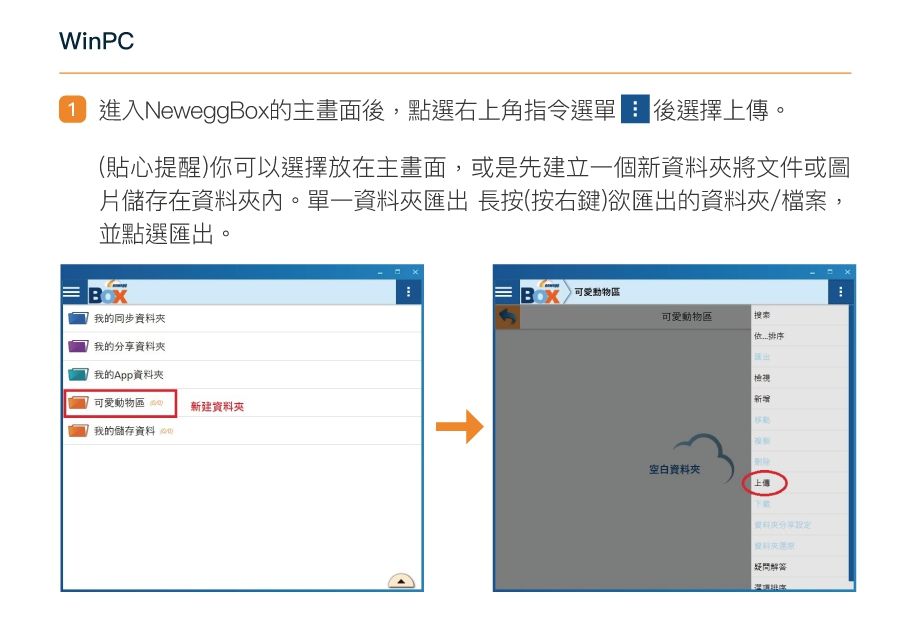 WinPC
1 進入NeweggBox的主畫面後，點選右上角指令選單 後選擇上傳。
(貼心提醒)你可以選擇放在主畫面，或是先建立一個新資料夾將文件或圖
片儲存在資料夾內。單一資料夾匯出 長按(按右鍵)欲匯出的資料夾/檔案，
並點選匯出。
NEWEGG
BOX
我的同步資料夾
我的分享資料夾
我的App資料夾
可愛動物區 (0/0)
新建資料夾
我的儲存資料 (0/0)
NEWEGG
BOX
可愛動物區
可愛動物區
空白資料夾
搜索
依...排序
匯出
檢視
新增
移動
複製
刪除
上傳
下載
資料夾分享設定
資料夾選項
疑問解答
選項排序